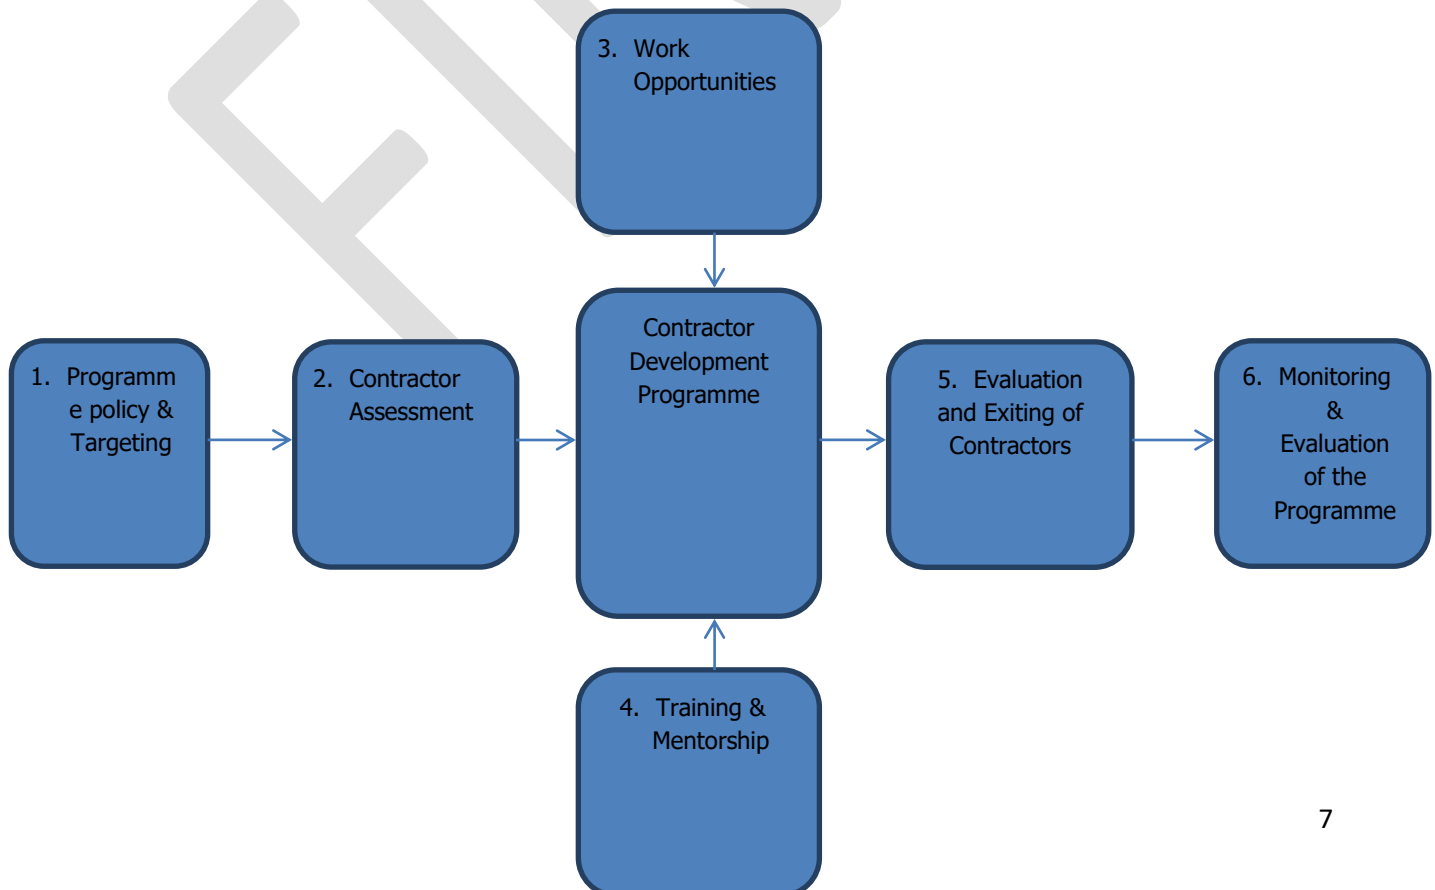 3. Work
Opportunities
Contractor
Development
Programme
1. Programm
e policy &
Targeting
2. Contractor
Assessment
5. Evaluation
and Exiting of
Contractors
6. Monitoring
&
Evaluation
of the
Programme
4. Training &
Mentorship
7